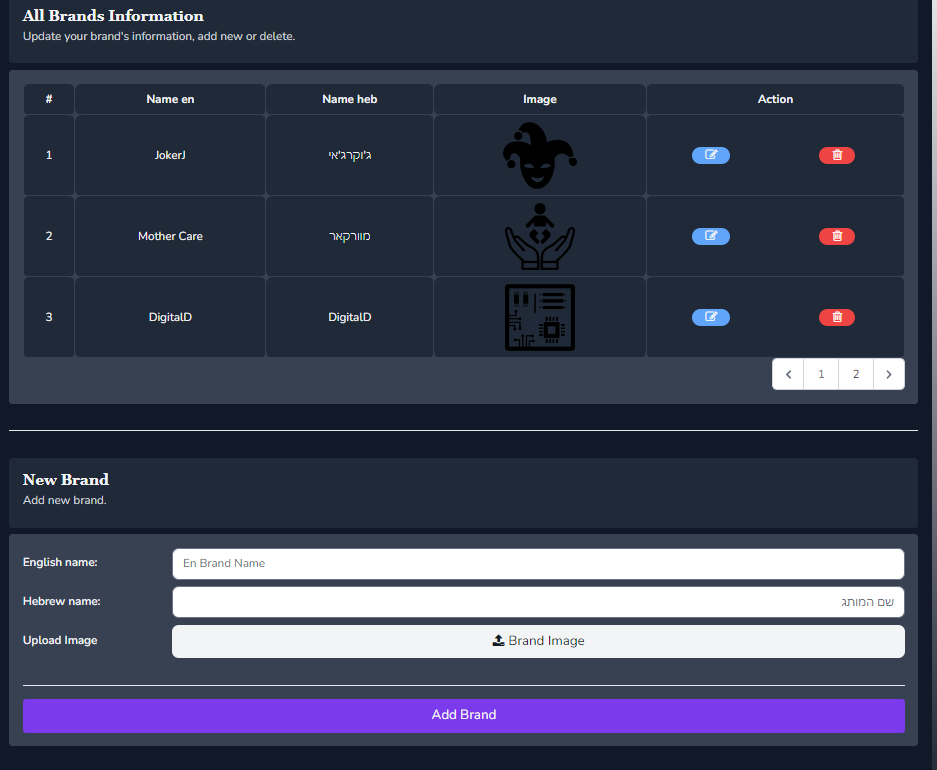 All Brands Information
Update your brand's information, add new or delete.
# Name en Name heb Image Action
1 JokerJ ג'וקרג'אי
2 Mother Care מוורקאר
3 DigitalD DigitalD
1 2
New Brand
Add new brand.
English name: En Brand Name
Hebrew name: שם המותג
Upload Image Brand Image
Add Brand